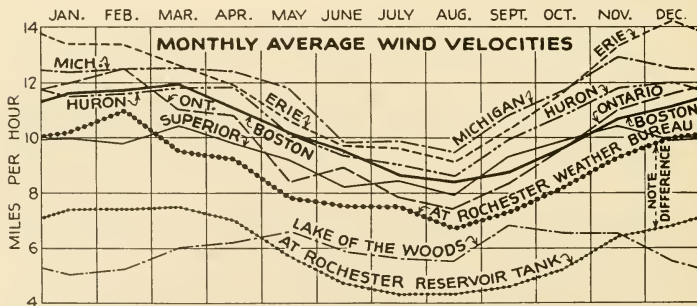 JAN. FEB. MAR. APR. MAY JUNE JULY AUG. SEPT. OCT. NOV. DEC.
MONTHLY AVERAGE WIND VELOCITIES
MILES PER HOUR
14
12
10
8
6
4
MICH.
HURON
ONT.
SUPERIOR
ERIE
BOSTON
MICHIGAN
HURON
ERIE
ONTARIO
BOSTON
AT ROCHESTER WEATHER BUREAU
NOTE DIFFERENCE
LAKE OF THE WOODS
AT ROCHESTER RESERVOIR TANK